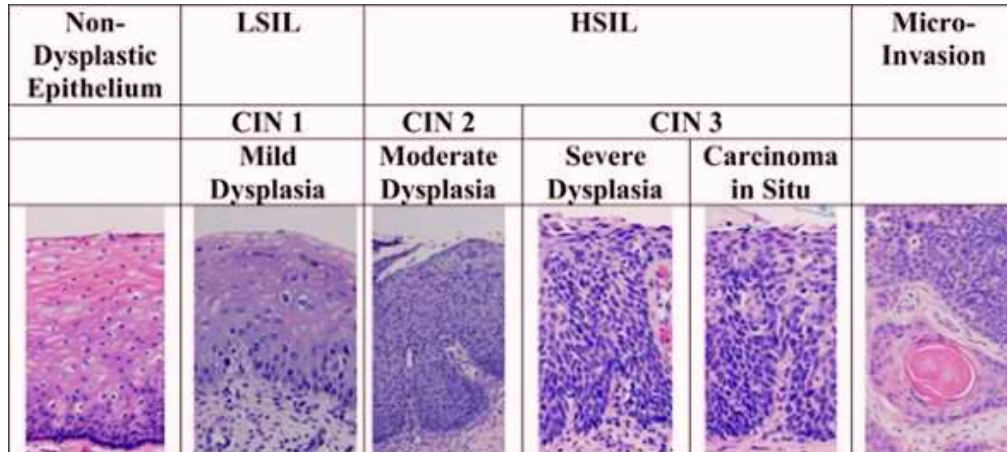 Non-
Dysplastic
Epithelium
LSIL
HSIL
Micro-
Invasion
CIN 1
CIN 2
CIN 3
Mild
Dysplasia
Moderate
Dysplasia
Severe
Dysplasia
Carcinoma
in Situ